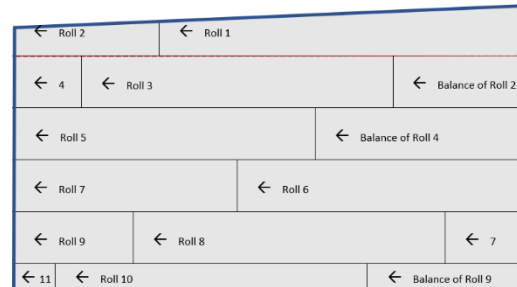 ← Roll 2 ← Roll 1
← 4 ← Roll 3 ← Balance of Roll 2
← Roll 5 ← Balance of Roll 4
← Roll 7 ← Roll 6
← Roll 9 ← Roll 8 ← 7
← 11 ← Roll 10 ← Balance of Roll 9